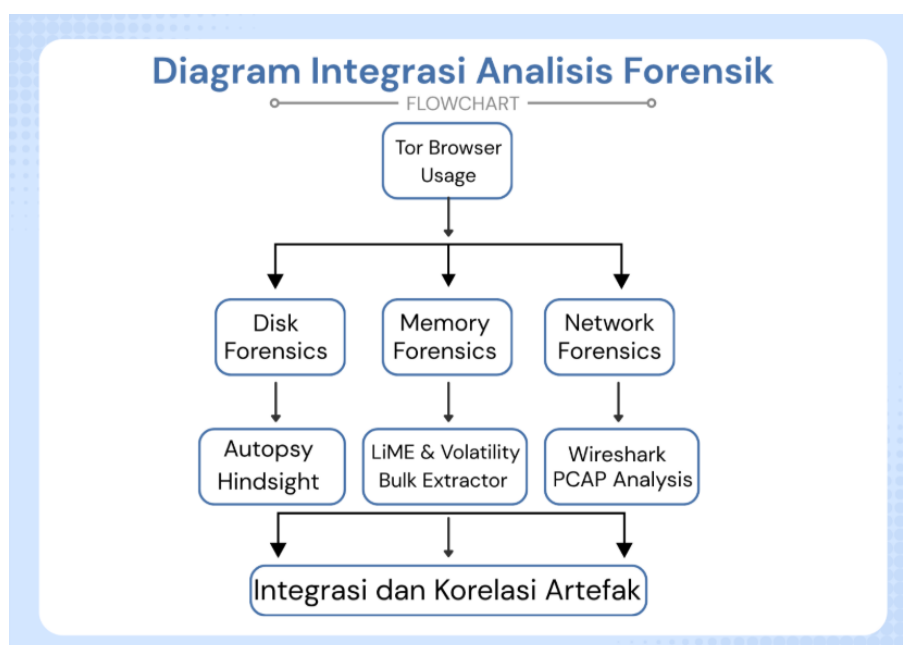 Diagram Integrasi Analisis Forensik
FLOWCHART
Tor Browser
Usage
Disk
Forensics
Memory
Forensics
Network
Forensics
Autopsy
Hindsight
LiME & Volatility
Bulk Extractor
Wireshark
PCAP Analysis
Integrasi dan Korelasi Artefak